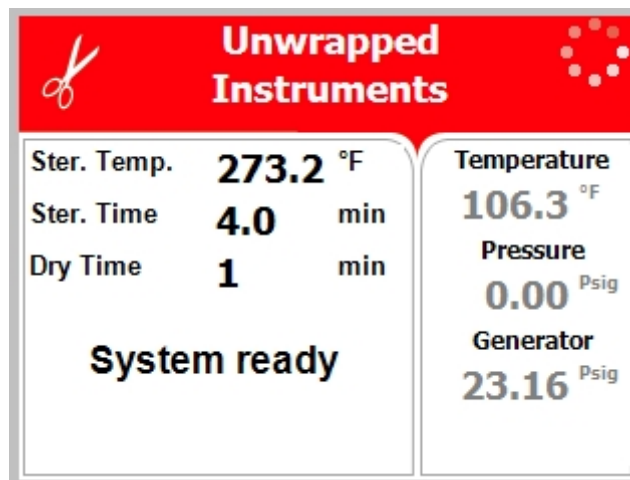 Unwrapped
Instruments
Ster. Temp. 273.2 °F
Ster. Time 4.0 min
Dry Time 1 min
System ready
Temperature
106.3 °F
Pressure
0.00 Psig
Generator
23.16 Psig